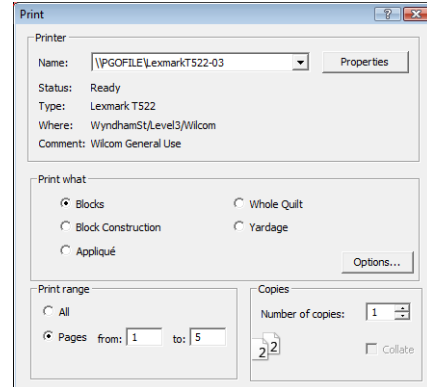 Print
Printer
Name: \\PGOFILE\LexmarkT522-03 Properties
Status: Ready
Type: Lexmark T522
Where: WyndhamSt/Level3/Wilcom
Comment: Wilcom General Use
Print what
Blocks Whole Quilt
Block Construction Yardage
Appliqué
Options...
Print range Copies
All Number of copies: 1
Pages from: 1 to: 5
2 2 Collate